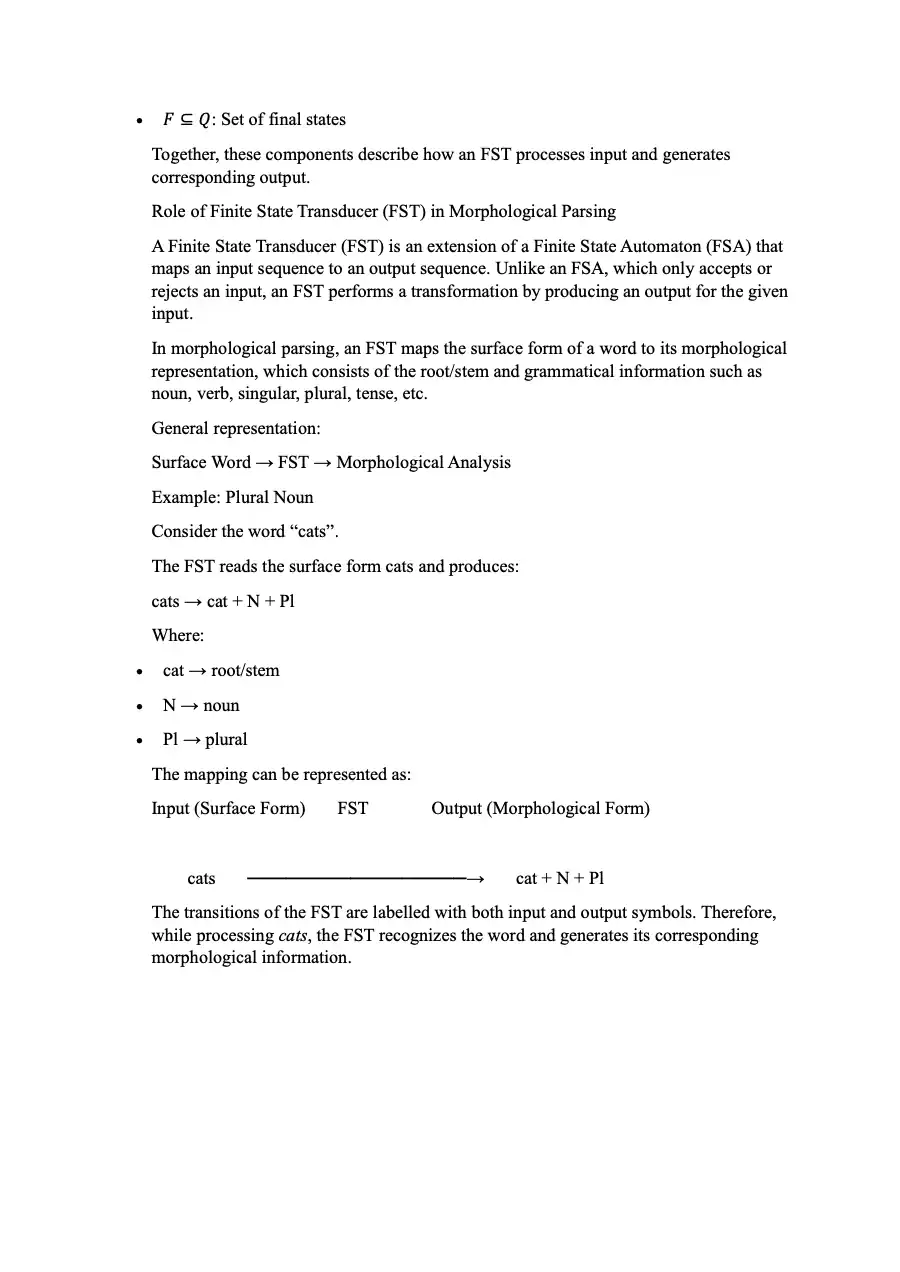 • F ⊆ Q: Set of final states
Together, these components describe how an FST processes input and generates
corresponding output.
Role of Finite State Transducer (FST) in Morphological Parsing
A Finite State Transducer (FST) is an extension of a Finite State Automaton (FSA) that
maps an input sequence to an output sequence. Unlike an FSA, which only accepts or
rejects an input, an FST performs a transformation by producing an output for the given
input.
In morphological parsing, an FST maps the surface form of a word to its morphological
representation, which consists of the root/stem and grammatical information such as
noun, verb, singular, plural, tense, etc.
General representation:
Surface Word → FST → Morphological Analysis
Example: Plural Noun
Consider the word “cats”.
The FST reads the surface form cats and produces:
cats → cat + N + Pl
Where:
• cat → root/stem
• N → noun
• Pl → plural
The mapping can be represented as:
Input (Surface Form) FST Output (Morphological Form)
cats ─────────────→ cat + N + Pl
The transitions of the FST are labelled with both input and output symbols. Therefore,
while processing cats, the FST recognizes the word and generates its corresponding
morphological information.